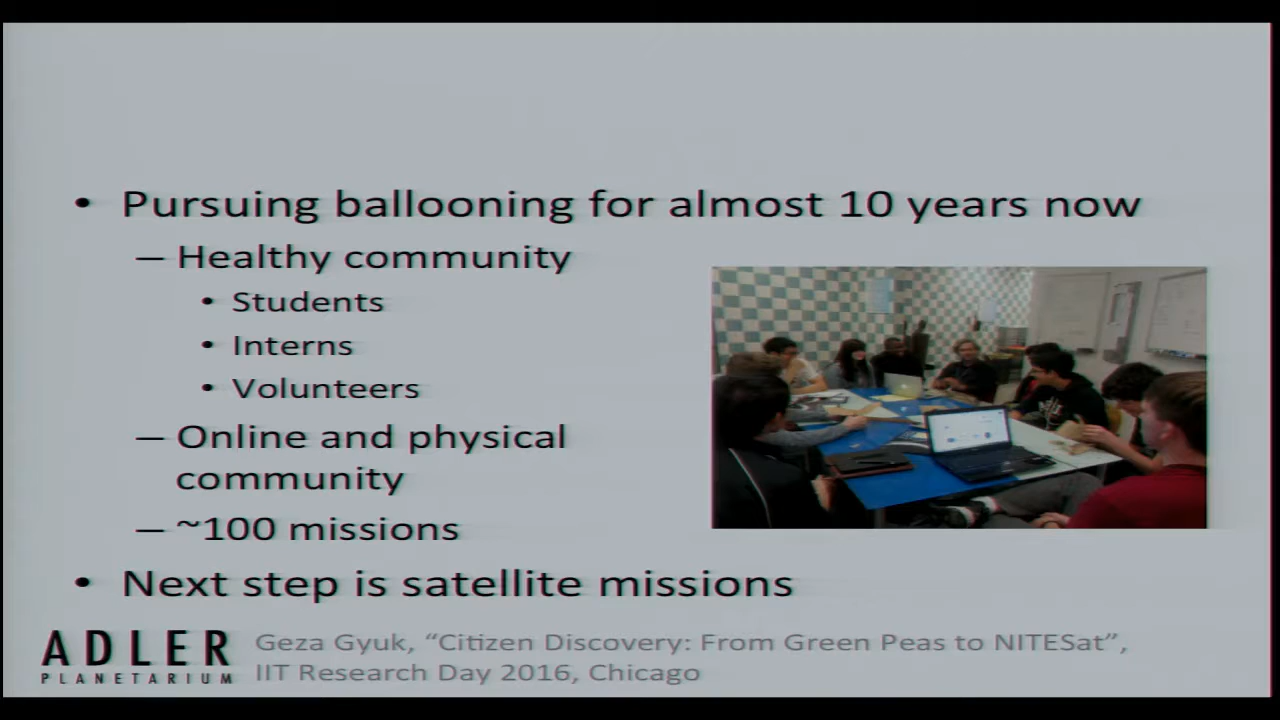 • Pursuing ballooning for almost 10 years now
– Healthy community
• Students
• Interns
• Volunteers
– Online and physical
community
– ~100 missions
• Next step is satellite missions
ADLER
PLANETARIUM
Geza Gyuk, “Citizen Discovery: From Green Peas to NITESat”,
IIT Research Day 2016, Chicago